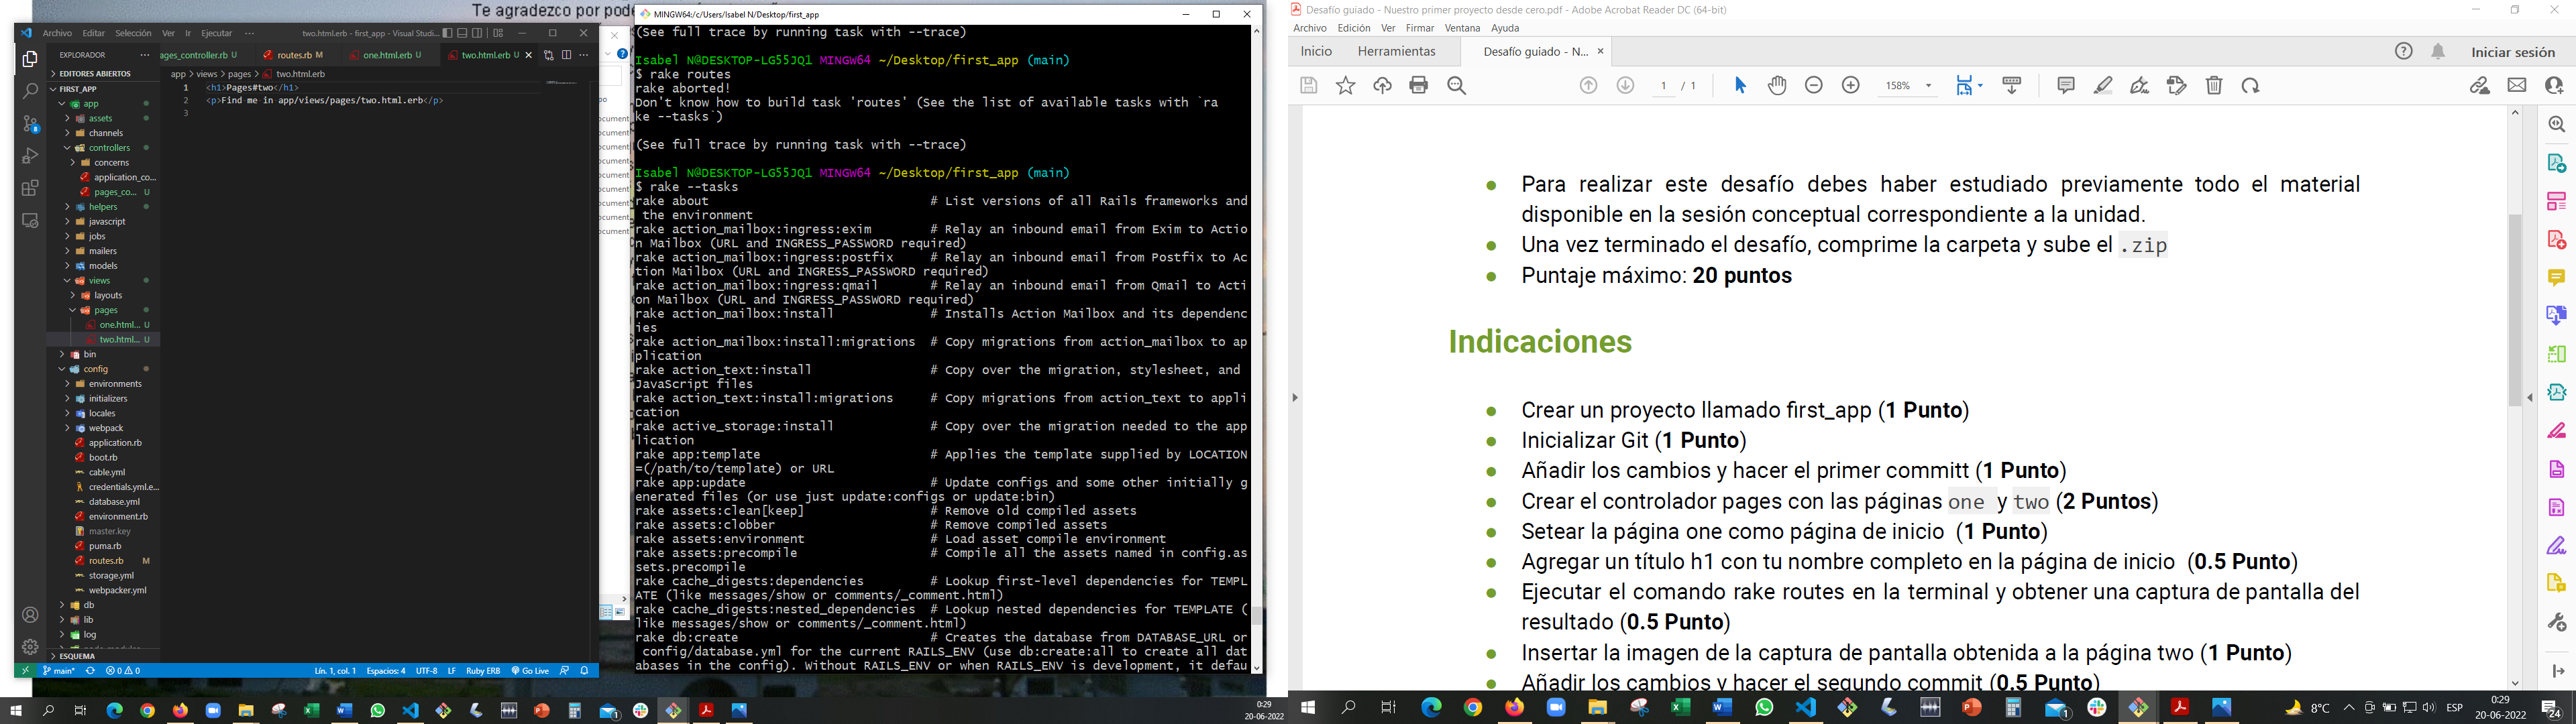 Te agradezco por pode
Archivo Editar Selección Ver Ir Ejecutar ··· two.html.erb - first_app - Visual Studi...
EXPLORADOR ···
ages_controller.rb U routes.rb M one.html.erb U two.html.erb U
EDITORES ABIERTOS
app > views > pages > two.html.erb
FIRST_APP
1 <h1>Pages#two</h1>
2 <p>Find me in app/views/pages/two.html.erb</p>
3
app
assets
channels
controllers
concerns
application_co...
pages_co... U
helpers
javascript
jobs
mailers
models
views
layouts
pages
one.html... U
two.html... U
bin
config
environments
initializers
locales
webpack
application.rb
boot.rb
cable.yml
credentials.yml.e...
database.yml
environment.rb
master.key
puma.rb
routes.rb M
storage.yml
webpacker.yml
db
lib
log
ESQUEMA
main* 0 0 Lín. 1, col. 1 Espacios: 4 UTF-8 LF Ruby ERB Go Live
MINGW64:/c/Users/Isabel N/Desktop/first_app
(See full trace by running task with --trace)
Isabel N@DESKTOP-LG55JQ1 MINGW64 ~/Desktop/first_app (main)
$ rake routes
rake aborted!
Don't know how to build task 'routes' (See the list of available tasks with `ra
ke --tasks`)
(See full trace by running task with --trace)
Isabel N@DESKTOP-LG55JQ1 MINGW64 ~/Desktop/first_app (main)
$ rake --tasks
rake about # List versions of all Rails frameworks and
the environment
rake action_mailbox:ingress:exim # Relay an inbound email from Exim to Actio
n Mailbox (URL and INGRESS_PASSWORD required)
rake action_mailbox:ingress:postfix # Relay an inbound email from Postfix to Ac
tion Mailbox (URL and INGRESS_PASSWORD required)
rake action_mailbox:ingress:qmail # Relay an inbound email from Qmail to Acti
on Mailbox (URL and INGRESS_PASSWORD required)
rake action_mailbox:install # Installs Action Mailbox and its dependenc
ies
rake action_mailbox:install:migrations # Copy migrations from action_mailbox to ap
plication
rake action_text:install # Copy over the migration, stylesheet, and
JavaScript files
rake action_text:install:migrations # Copy migrations from action_text to appli
cation
rake active_storage:install # Copy over the migration needed to the app
lication
rake app:template # Applies the template supplied by LOCATION
=(/path/to/template) or URL
rake app:update # Update configs and some other initially g
enerated files (or use just update:configs or update:bin)
rake assets:clean[keep] # Remove old compiled assets
rake assets:clobber # Remove compiled assets
rake assets:environment # Load asset compile environment
rake assets:precompile # Compile all the assets named in config.as
sets.precompile
rake cache_digests:dependencies # Lookup first-level dependencies for TEMPL
ATE (like messages/show or comments/_comment.html)
rake cache_digests:nested_dependencies # Lookup nested dependencies for TEMPLATE (
like messages/show or comments/_comment.html)
rake db:create # Creates the database from DATABASE_URL or
config/database.yml for the current RAILS_ENV (use db:create:all to create all dat
abases in the config). Without RAILS_ENV or when RAILS_ENV is development, it defau
0:29
20-06-2022
Desafío guiado - Nuestro primer proyecto desde cero.pdf - Adobe Acrobat Reader DC (64-bit)
Archivo Edición Ver Firmar Ventana Ayuda
Inicio Herramientas Desafío guiado - N... × Iniciar sesión
1 / 1 158%
● Para realizar este desafío debes haber estudiado previamente todo el material
disponible en la sesión conceptual correspondiente a la unidad.
● Una vez terminado el desafío, comprime la carpeta y sube el .zip
● Puntaje máximo: 20 puntos
Indicaciones
● Crear un proyecto llamado first_app (1 Punto)
● Inicializar Git (1 Punto)
● Añadir los cambios y hacer el primer committ (1 Punto)
● Crear el controlador pages con las páginas one y two (2 Puntos)
● Setear la página one como página de inicio (1 Punto)
● Agregar un título h1 con tu nombre completo en la página de inicio (0.5 Punto)
● Ejecutar el comando rake routes en la terminal y obtener una captura de pantalla del
resultado (0.5 Punto)
● Insertar la imagen de la captura de pantalla obtenida a la página two (1 Punto)
● Añadir los cambios y hacer el segundo commit (0.5 Punto)
8°C ESP 0:29
20-06-2022